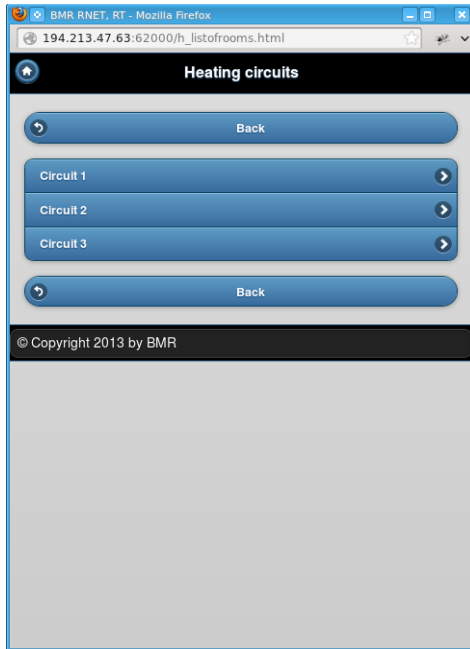 BMR RNET, RT - Mozilla Firefox
194.213.47.63:62000/h_listofrooms.html
Heating circuits
Back
Circuit 1
Circuit 2
Circuit 3
Back
© Copyright 2013 by BMR